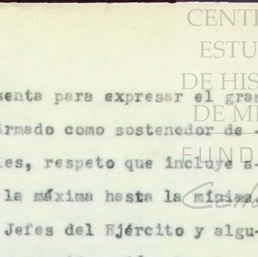 CENT
ESTU
DE HIS
DE M
FUND
senta para expresar el gran
Armado como sostenedor de -
les, respeto que incluye a-
la máxima hasta la mínima.
Jefes del Ejército y algu-